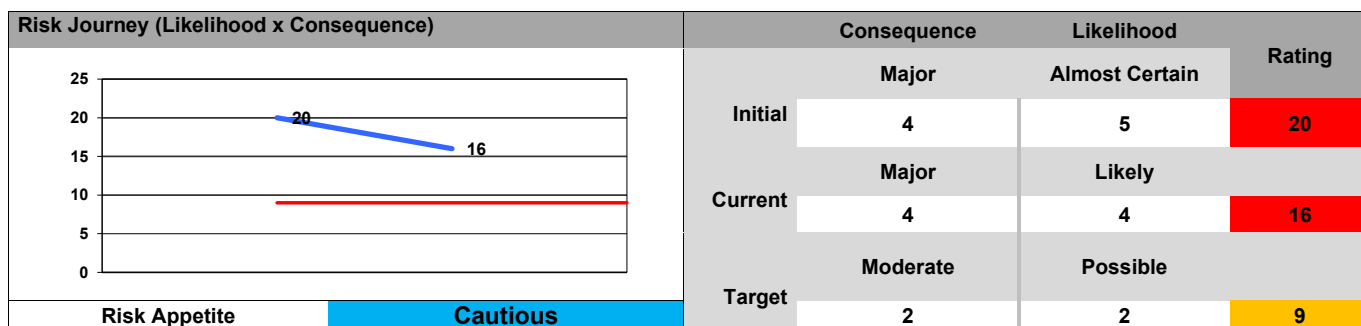 Risk Journey (Likelihood x Consequence)
Consequence Likelihood Rating
Major Almost Certain
Initial 4 5 20
Major Likely
Current 4 4 16
Moderate Possible
Target 2 2 9
25
20
15
10
5
0
20
16
Risk Appetite Cautious